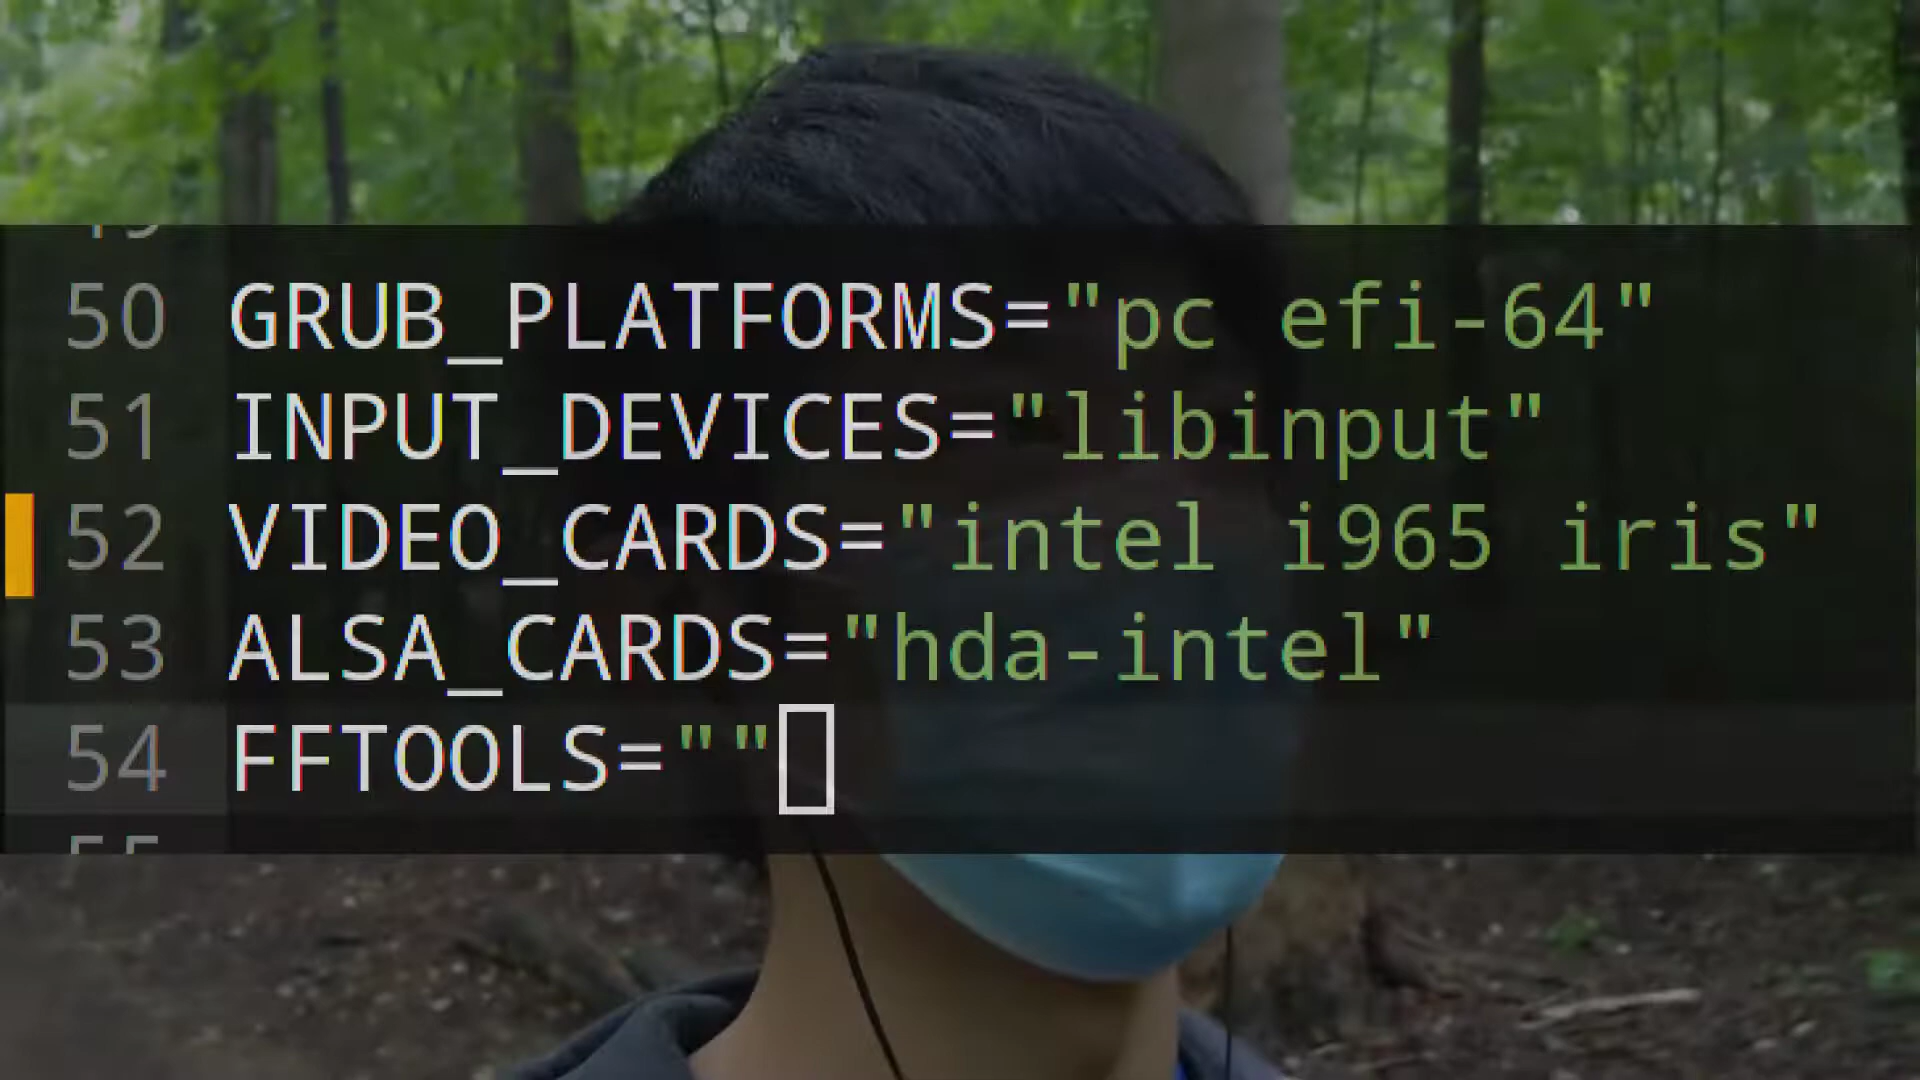 50 GRUB_PLATFORMS="pc efi-64"
51 INPUT_DEVICES="libinput"
52 VIDEO_CARDS="intel i965 iris"
53 ALSA_CARDS="hda-intel"
54 FFTOOLS=""